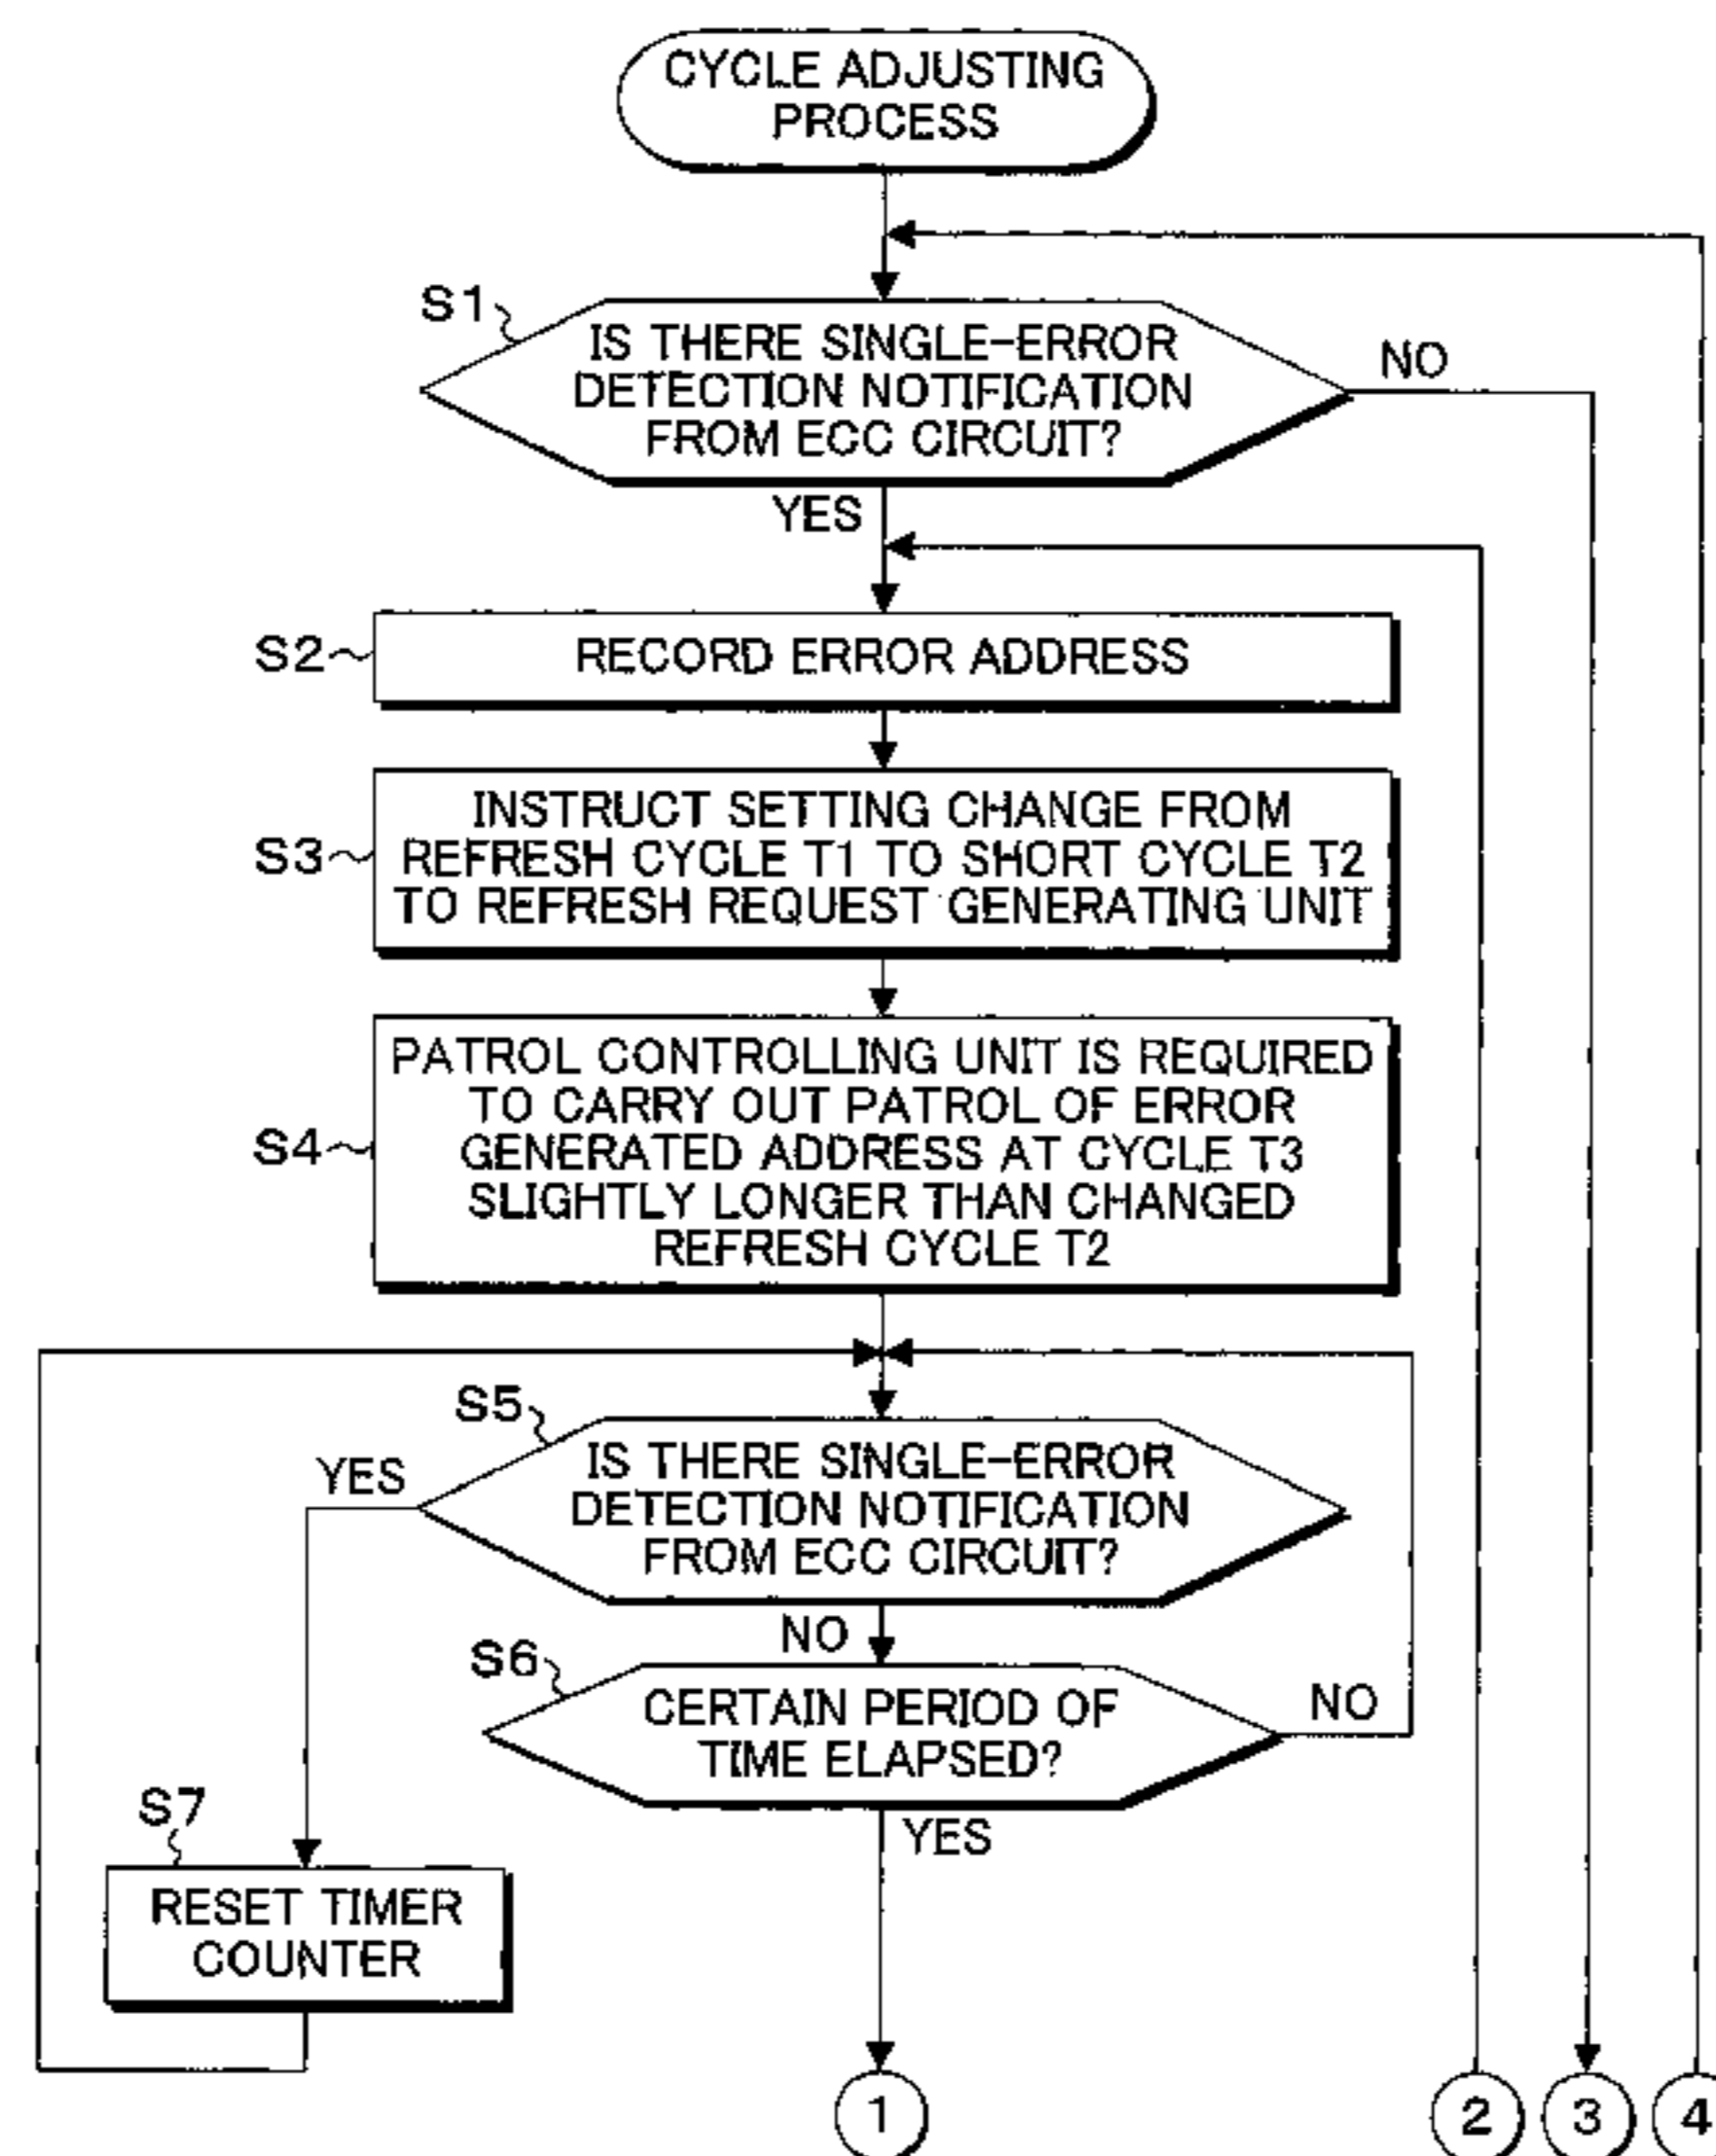 CYCLE ADJUSTING
PROCESS
S1
IS THERE SINGLE-ERROR
DETECTION NOTIFICATION
FROM ECC CIRCUIT?
NO
YES
S2
RECORD ERROR ADDRESS
S3
INSTRUCT SETTING CHANGE FROM
REFRESH CYCLE T1 TO SHORT CYCLE T2
TO REFRESH REQUEST GENERATING UNIT
S4
PATROL CONTROLLING UNIT IS REQUIRED
TO CARRY OUT PATROL OF ERROR
GENERATED ADDRESS AT CYCLE T3
SLIGHTLY LONGER THAN CHANGED
REFRESH CYCLE T2
S5
YES
IS THERE SINGLE-ERROR
DETECTION NOTIFICATION
FROM ECC CIRCUIT?
NO
S6
CERTAIN PERIOD OF
TIME ELAPSED?
NO
YES
S7
RESET TIMER
COUNTER
1
2
3
4